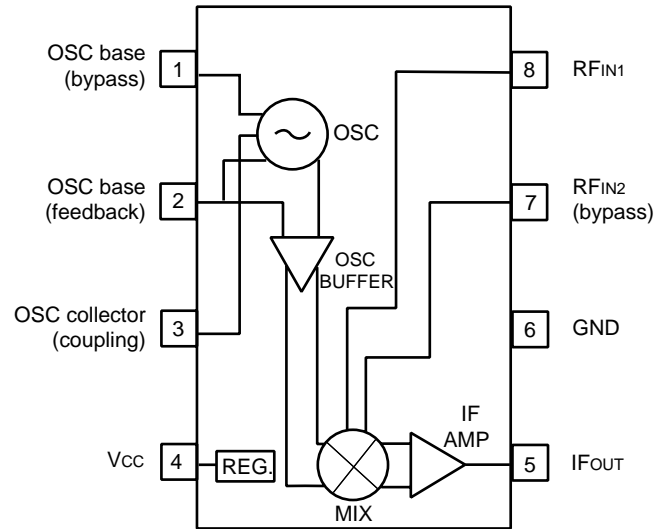 OSC base
(bypass)
1
8
RFIN1
OSC
OSC base
(feedback)
2
7
RFIN2
(bypass)
OSC
BUFFER
OSC collector
(coupling)
3
6
GND
IF
AMP
VCC
4
REG.
5
IFOUT
MIX